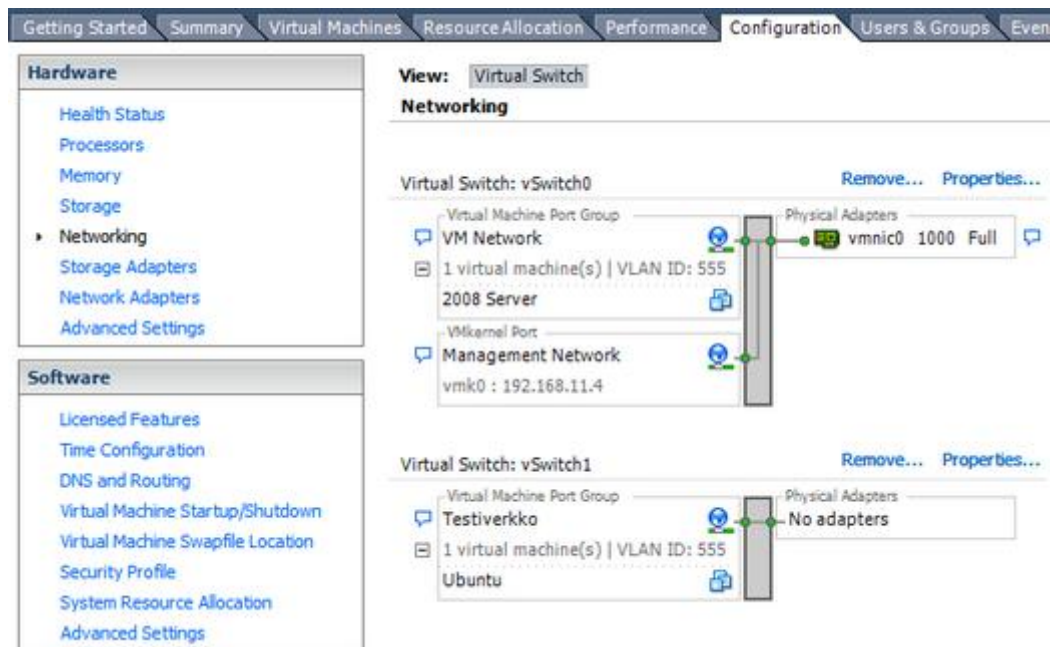 Getting Started Summary Virtual Machines Resource Allocation Performance Configuration Users & Groups Even
Hardware
Health Status
Processors
Memory
Storage
Networking
Storage Adapters
Network Adapters
Advanced Settings
Software
Licensed Features
Time Configuration
DNS and Routing
Virtual Machine Startup/Shutdown
Virtual Machine Swapfile Location
Security Profile
System Resource Allocation
Advanced Settings
View: Virtual Switch
Networking
Virtual Switch: vSwitch0 Remove... Properties...
Virtual Machine Port Group Physical Adapters
VM Network vmnic0 1000 Full
1 virtual machine(s) | VLAN ID: 555
2008 Server
VMkernel Port
Management Network
vmk0 : 192.168.11.4
Virtual Switch: vSwitch1 Remove... Properties...
Virtual Machine Port Group Physical Adapters
Testiverkko No adapters
1 virtual machine(s) | VLAN ID: 555
Ubuntu